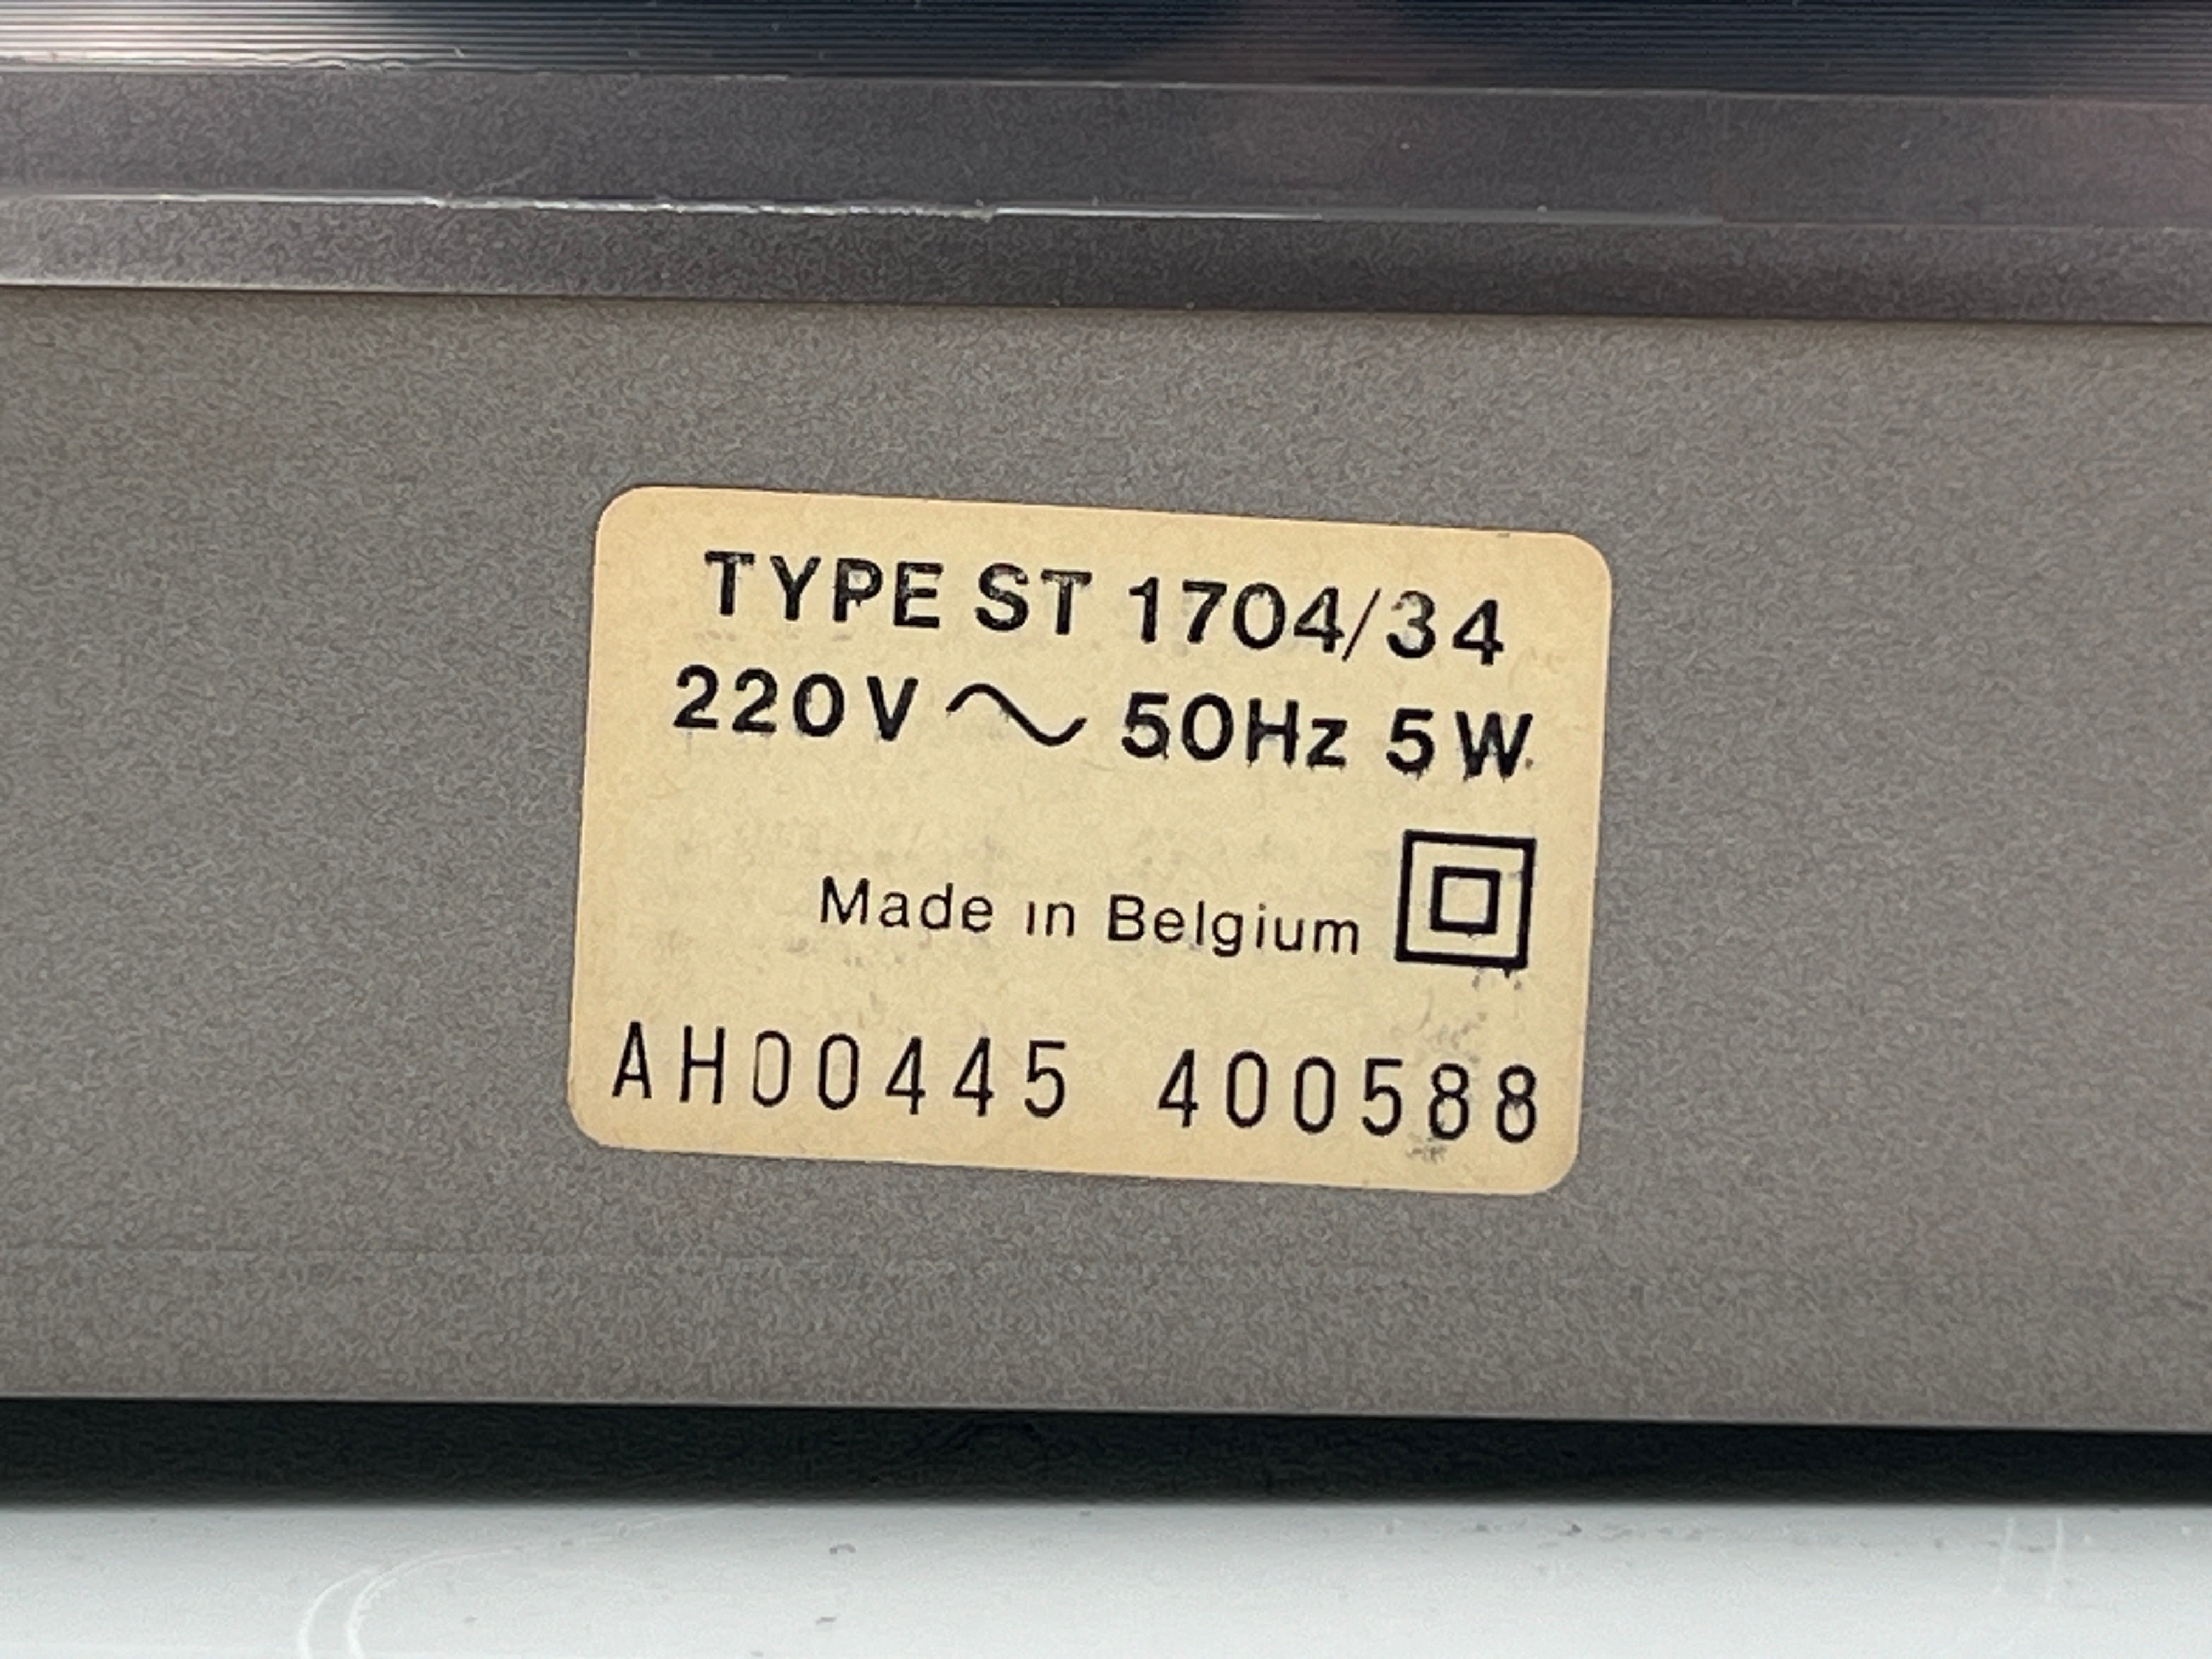 TYPE ST 1704/34
220V ~ 50Hz 5W
Made in Belgium
AH00445 400588